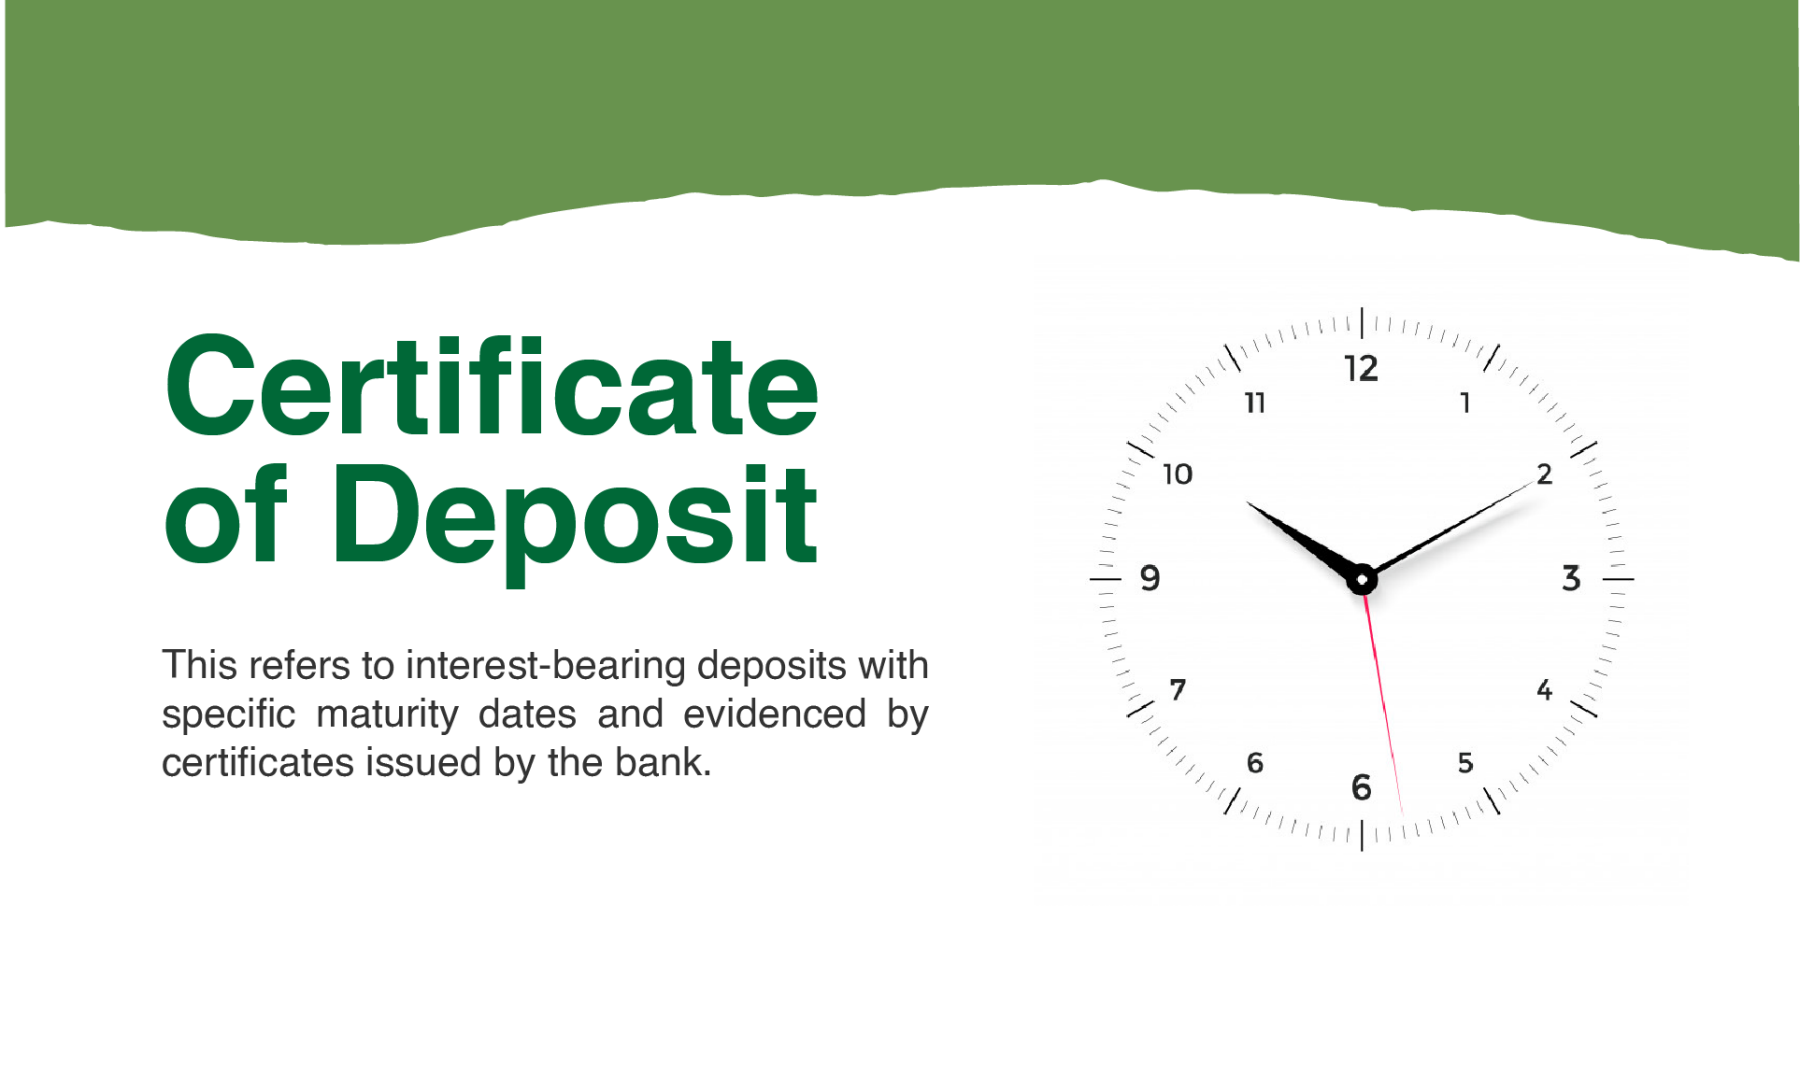 Certificate
of Deposit
This refers to interest-bearing deposits with
specific maturity dates and evidenced by
certificates issued by the bank.
12
11
1
10
2
9
3
7
4
6
5
6